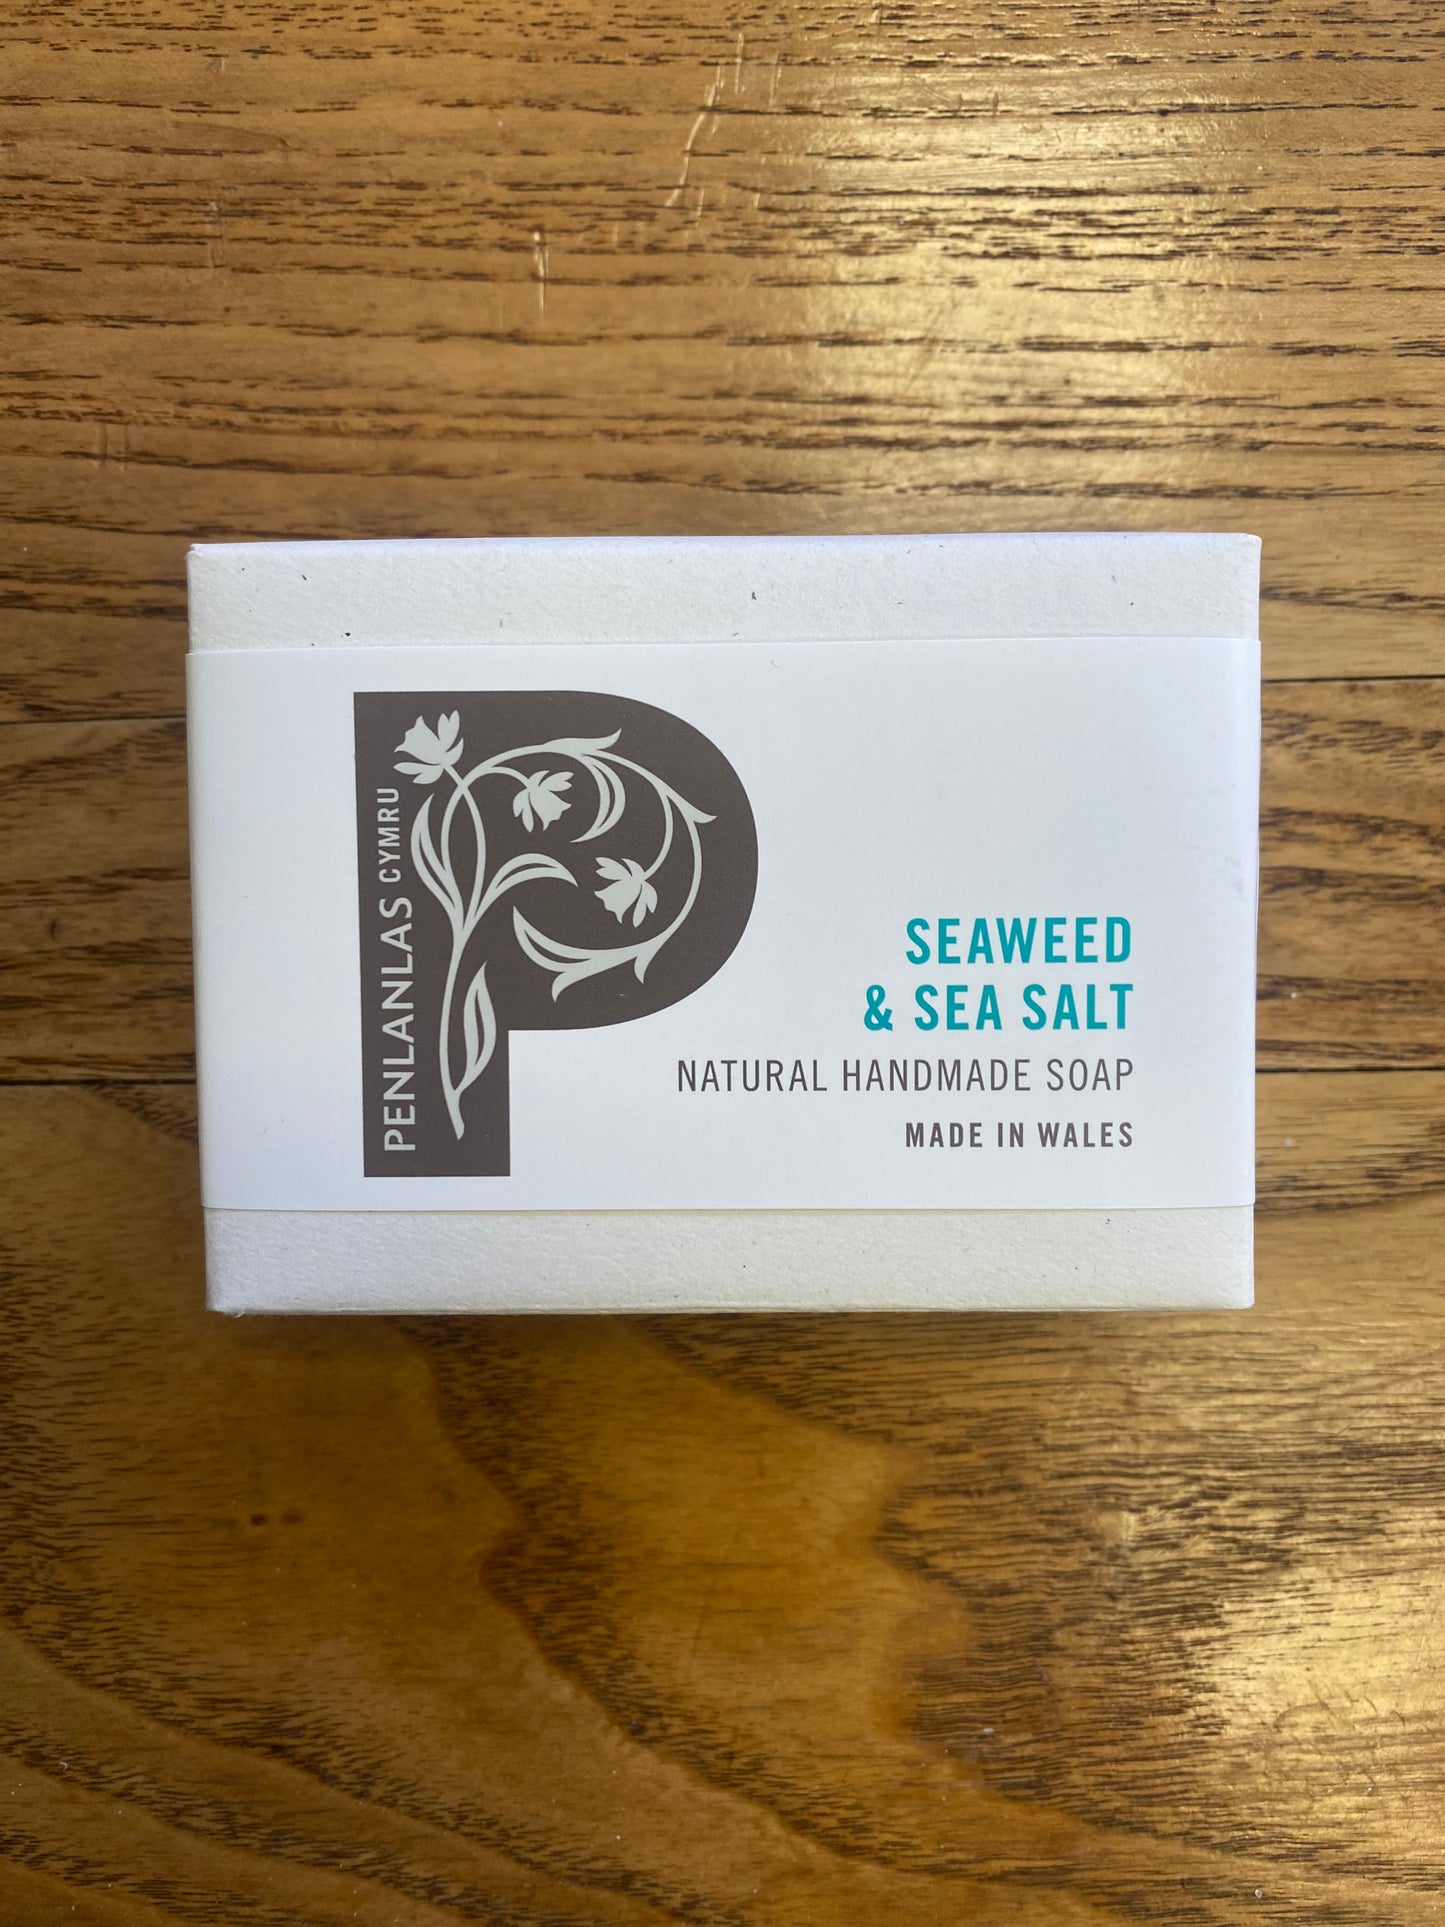 PENLANLAS CYMRU
SEAWEED
& SEA SALT
NATURAL HANDMADE SOAP
MADE IN WALES